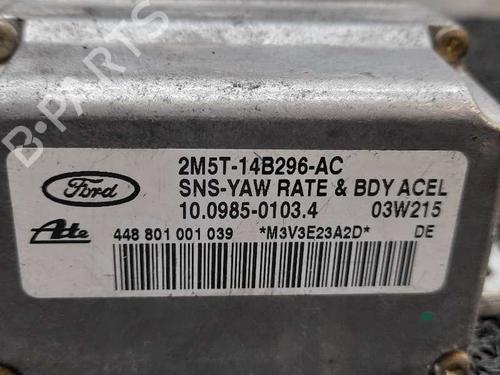 B-PARTS
Ford
2M5T-14B296-AC
SNS-YAW RATE & BDY ACEL
10.0985-0103.4 03W215
Ate 448 801 001 039 *M3V3E23A2D* DE